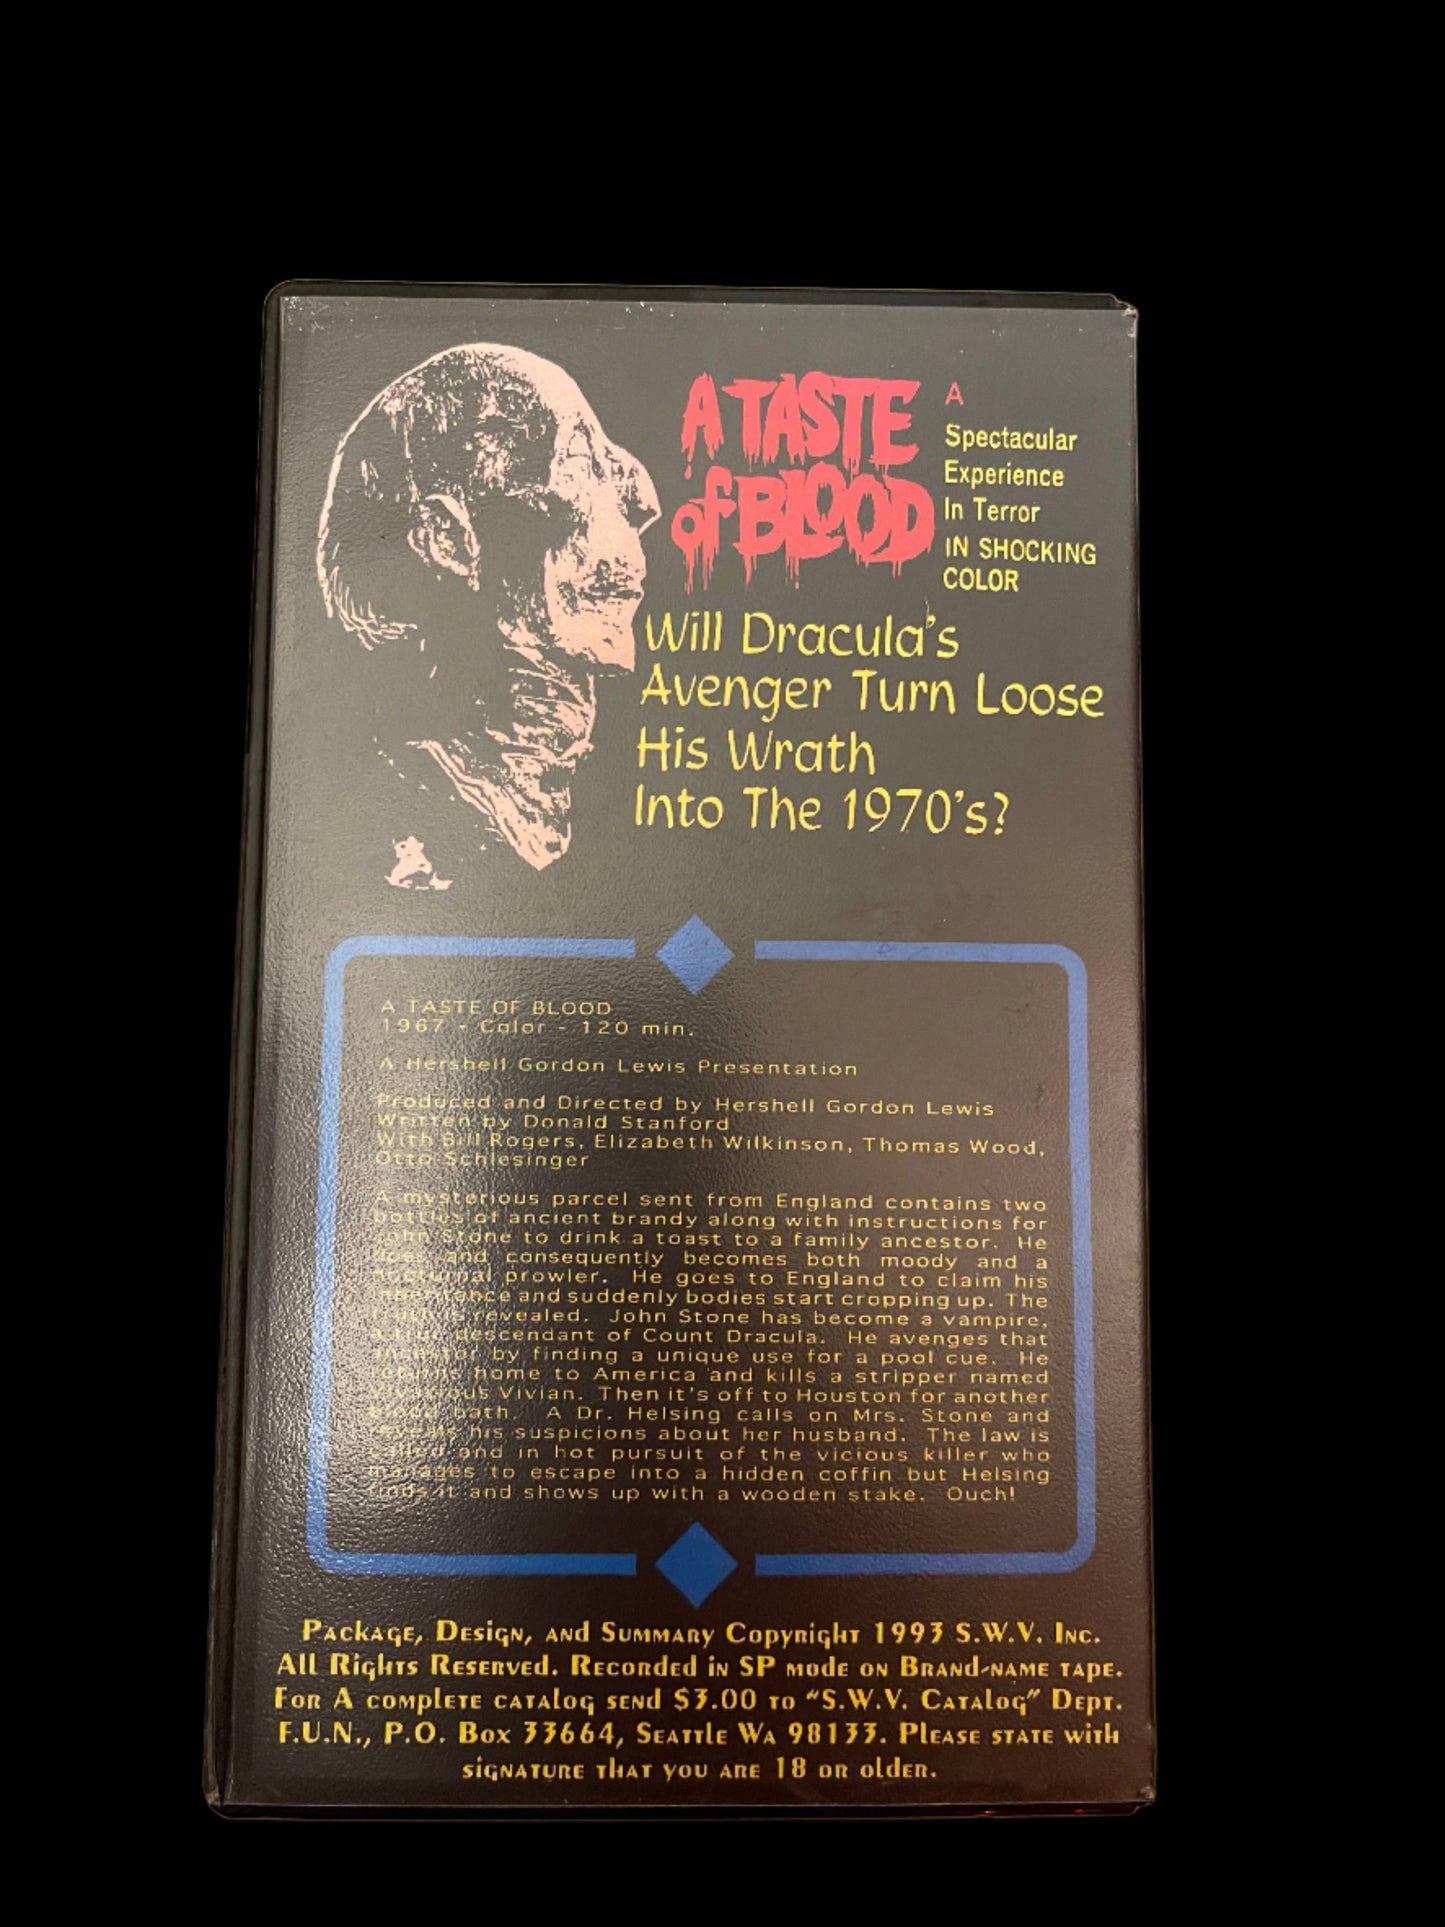 A TASTE
of BLOOD
A
Spectacular
Experience
In Terror
IN SHOCKING
COLOR
Will Dracula's
Avenger Turn Loose
His Wrath
Into The 1970's?
A TASTE OF BLOOD
1967 - Color - 120 min.
A Hershell Gordon Lewis Presentation
Produced and Directed by Hershell Gordon Lewis
Written by Donald Stanford
With Bill Rogers, Elizabeth Wilkinson, Thomas Wood,
Otto Schlesinger
A mysterious parcel sent from England contains two
bottles of ancient brandy along with instructions for
John Stone to drink a toast to a family ancestor. He
does and consequently becomes both moody and a
nocturnal prowler. He goes to England to claim his
inheritance and suddenly bodies start cropping up. The
truth is revealed. John Stone has become a vampire,
a true descendant of Count Dracula. He avenges that
ancestor by finding a unique use for a pool cue. He
returns home to America and kills a stripper named
Vivacious Vivian. Then it's off to Houston for another
blood bath. A Dr. Helsing calls on Mrs. Stone and
reveals his suspicions about her husband. The law is
called and in hot pursuit of the vicious killer who
manages to escape into a hidden coffin but Helsing
finds it and shows up with a wooden stake. Ouch!
Package, Design, and Summary Copyright 1993 S.W.V. Inc.
All Rights Reserved. Recorded in SP mode on Brand-name tape.
For A complete catalog send $3.00 to "S.W.V. Catalog" Dept.
F.U.N., P.O. Box 33664, Seattle Wa 98133. Please state with
signature that you are 18 or older.